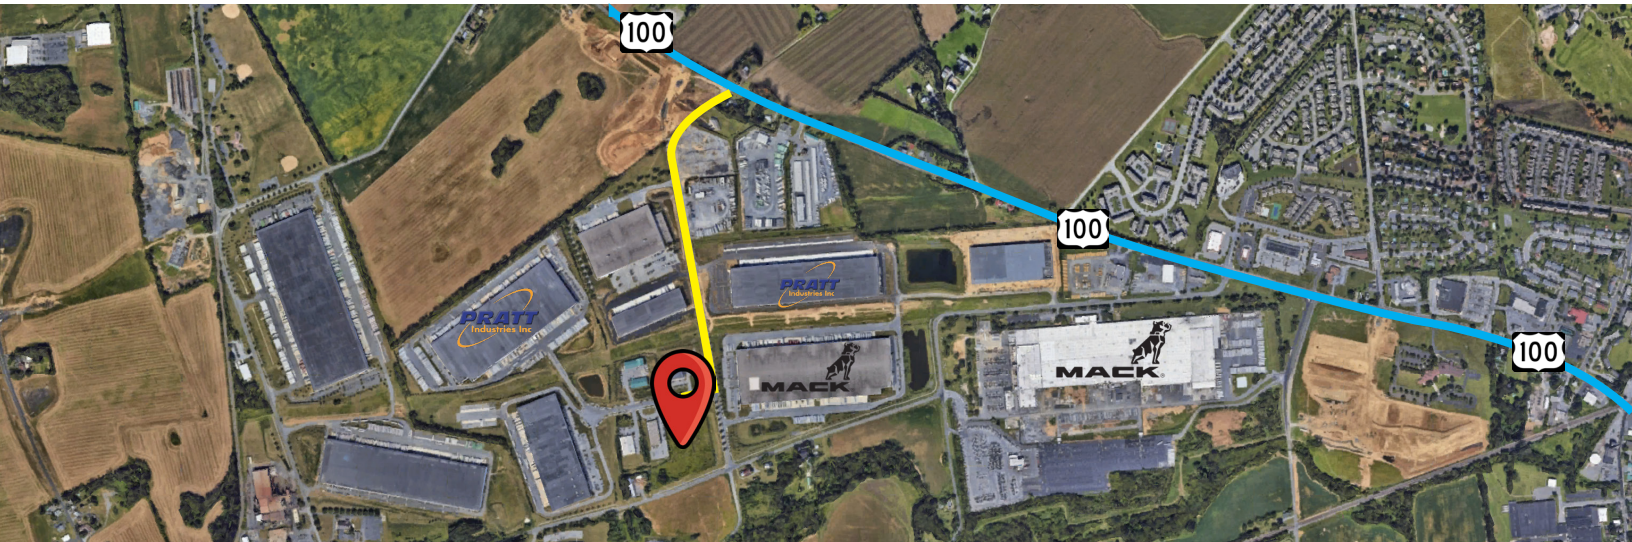 100
100
PRATT
Industries Inc
PRATT
Industries Inc
MACK
MACK
100